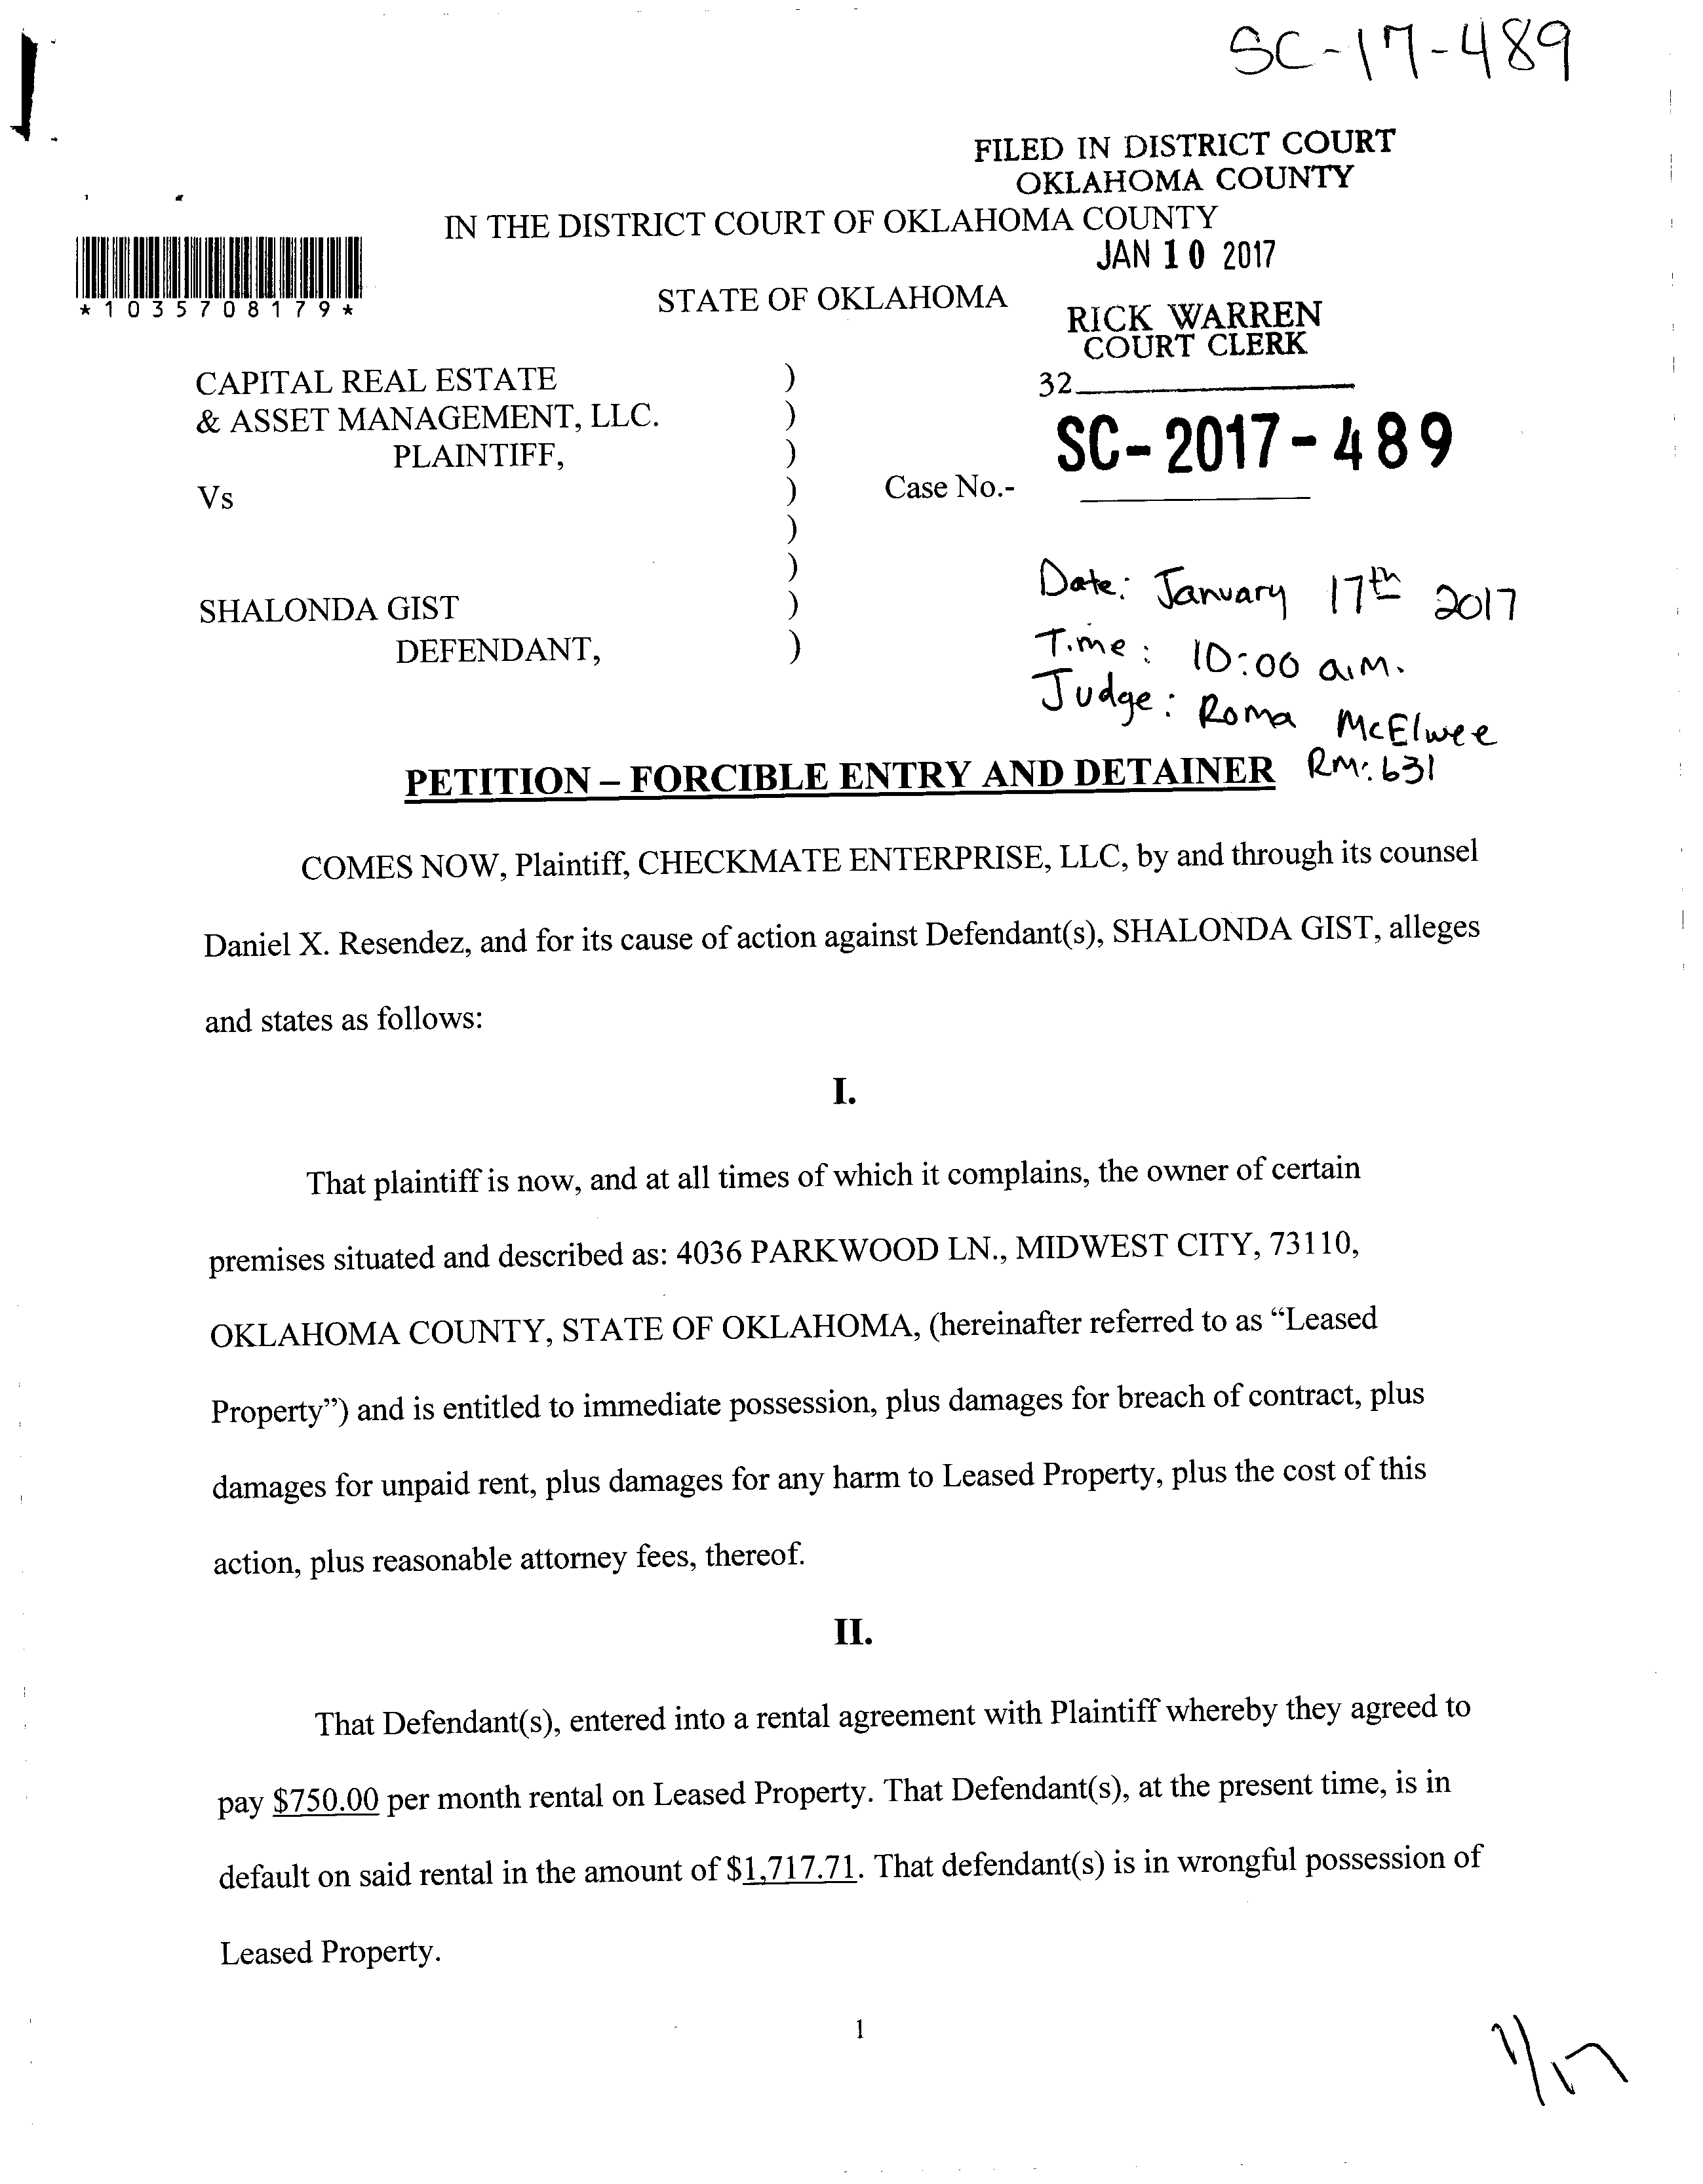 SC-17-489
FILED IN DISTRICT COURT
OKLAHOMA COUNTY
IN THE DISTRICT COURT OF OKLAHOMA COUNTY
JAN 10 2017
*1035708179*
STATE OF OKLAHOMA
RICK WARREN
COURT CLERK
32
CAPITAL REAL ESTATE )
& ASSET MANAGEMENT, LLC. )
PLAINTIFF, )
SC-2017-489
Vs ) Case No.-
)
)
SHALONDA GIST )
DEFENDANT, )
Date: January 17th 2017
Time: 10:00 a.m.
Judge: Roma McElwee
RM: 631
PETITION – FORCIBLE ENTRY AND DETAINER
COMES NOW, Plaintiff, CHECKMATE ENTERPRISE, LLC, by and through its counsel
Daniel X. Resendez, and for its cause of action against Defendant(s), SHALONDA GIST, alleges
and states as follows:
I.
That plaintiff is now, and at all times of which it complains, the owner of certain
premises situated and described as: 4036 PARKWOOD LN., MIDWEST CITY, 73110,
OKLAHOMA COUNTY, STATE OF OKLAHOMA, (hereinafter referred to as “Leased
Property”) and is entitled to immediate possession, plus damages for breach of contract, plus
damages for unpaid rent, plus damages for any harm to Leased Property, plus the cost of this
action, plus reasonable attorney fees, thereof.
II.
That Defendant(s), entered into a rental agreement with Plaintiff whereby they agreed to
pay $750.00 per month rental on Leased Property. That Defendant(s), at the present time, is in
default on said rental in the amount of $1,717.71. That defendant(s) is in wrongful possession of
Leased Property.
1
1/17